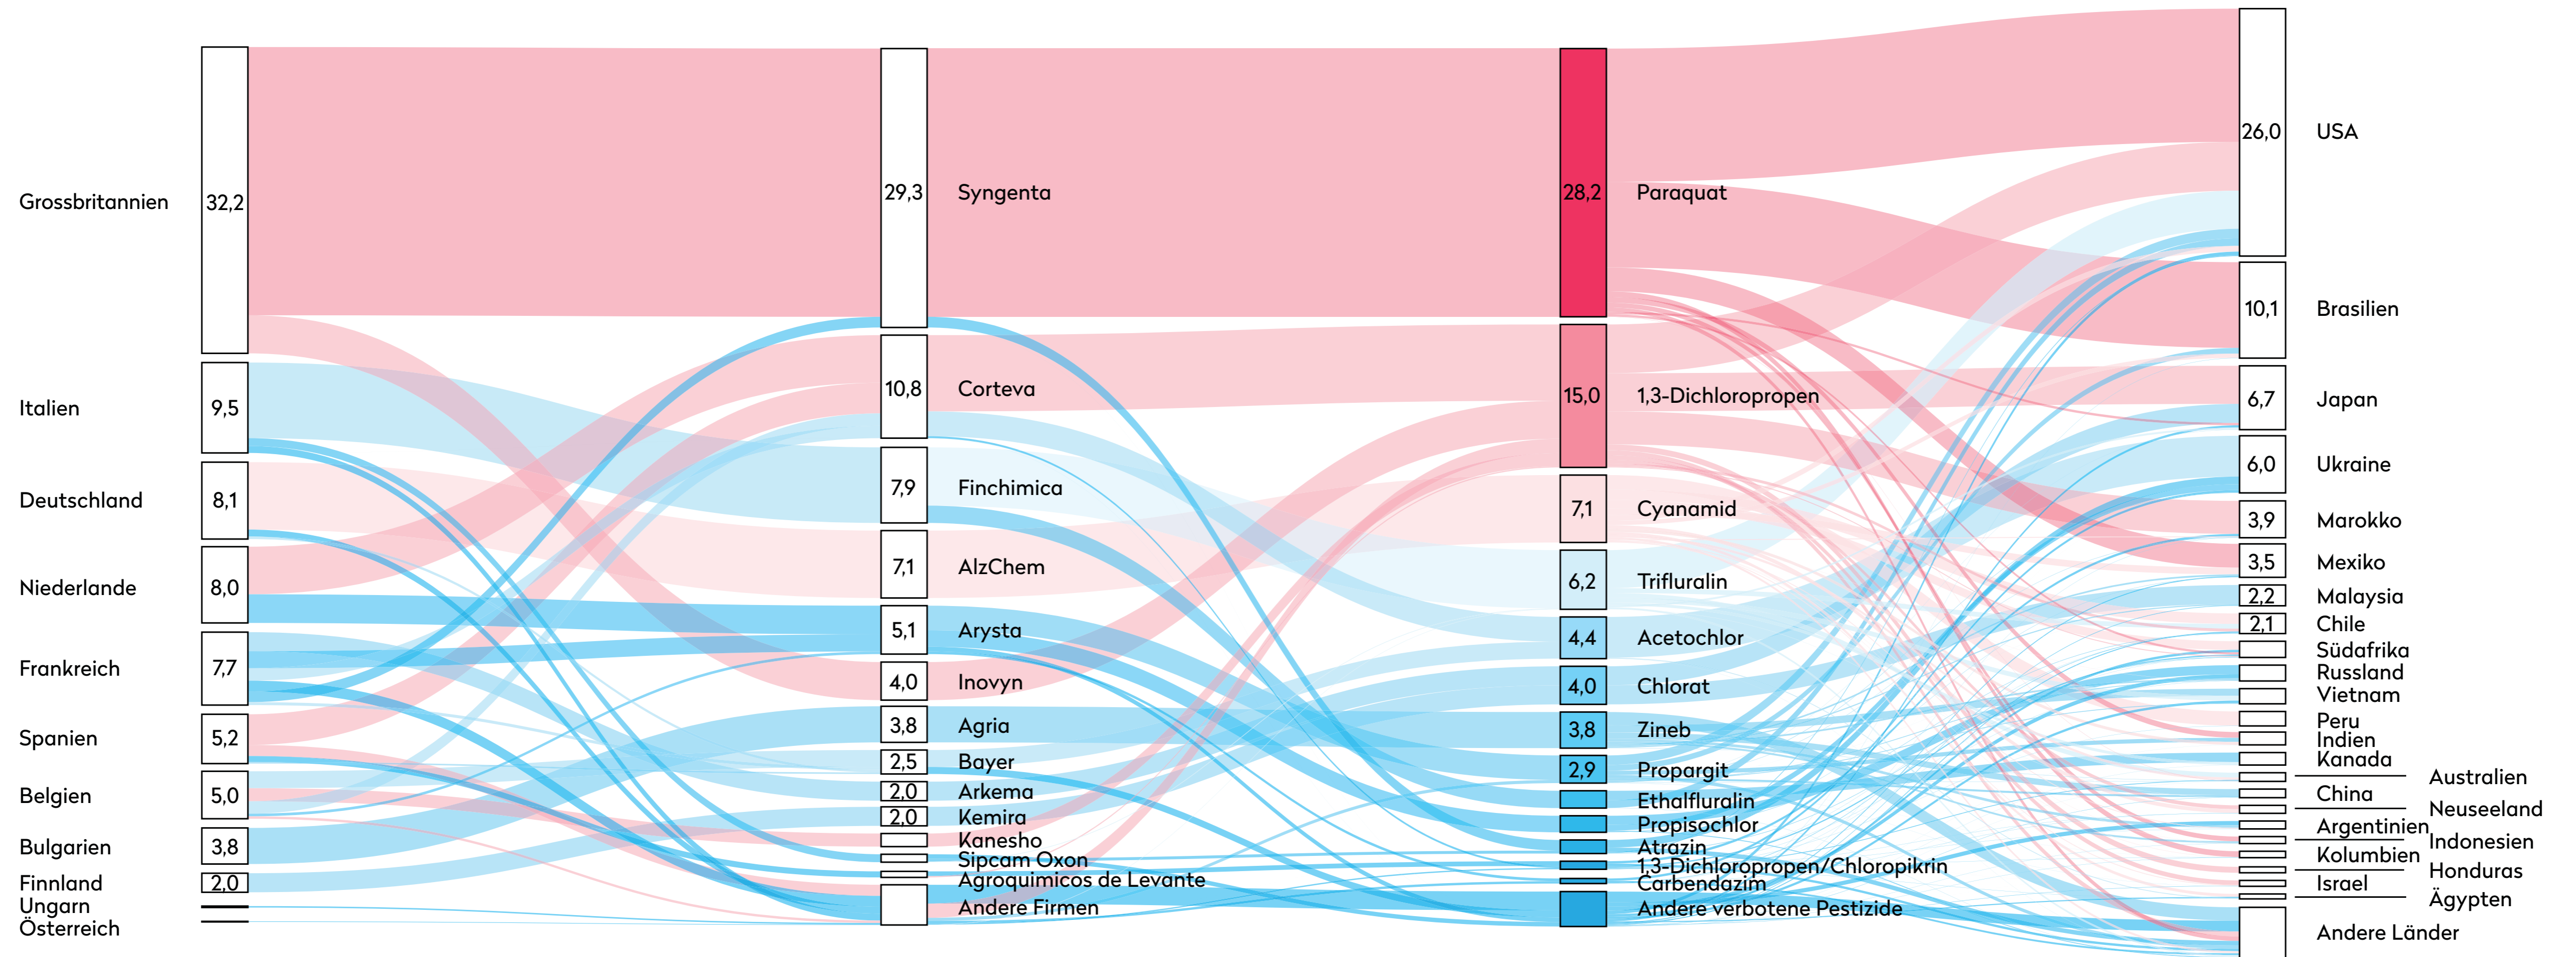 Grossbritannien
32,2
Italien
9,5
Deutschland
8,1
Niederlande
8,0
Frankreich
7,7
Spanien
5,2
Belgien
5,0
Bulgarien
3,8
Finnland
2,0
Ungarn
Österreich
29,3
Syngenta
10,8
Corteva
7,9
Finchimica
7,1
AlzChem
5,1
Arysta
4,0
Inovyn
3,8
Agria
2,5
Bayer
2,0
Arkema
2,0
Kemira
Kanesho
Sipcam Oxon
Agroquimicos de Levante
Andere Firmen
28,2
Paraquat
15,0
1,3-Dichloropropen
7,1
Cyanamid
6,2
Trifluralin
4,4
Acetochlor
4,0
Chlorat
3,8
Zineb
2,9
Propargit
Ethalfluralin
Propisochlor
Atrazin
1,3-Dichloropropen/Chloropikrin
Carbendazim
Andere verbotene Pestizide
26,0
USA
10,1
Brasilien
6,7
Japan
6,0
Ukraine
3,9
Marokko
3,5
Mexiko
2,2
Malaysia
2,1
Chile
Südafrika
Russland
Vietnam
Peru
Indien
Kanada
Australien
China
Neuseeland
Argentinien
Indonesien
Kolumbien
Honduras
Israel
Ägypten
Andere Länder